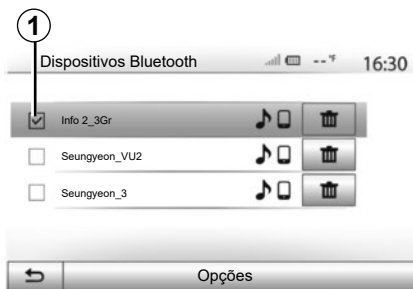 1
Dispositivos Bluetooth -- °F 16:30
Info 2_3Gr
Seungyeon_VU2
Seungyeon_3
Opções